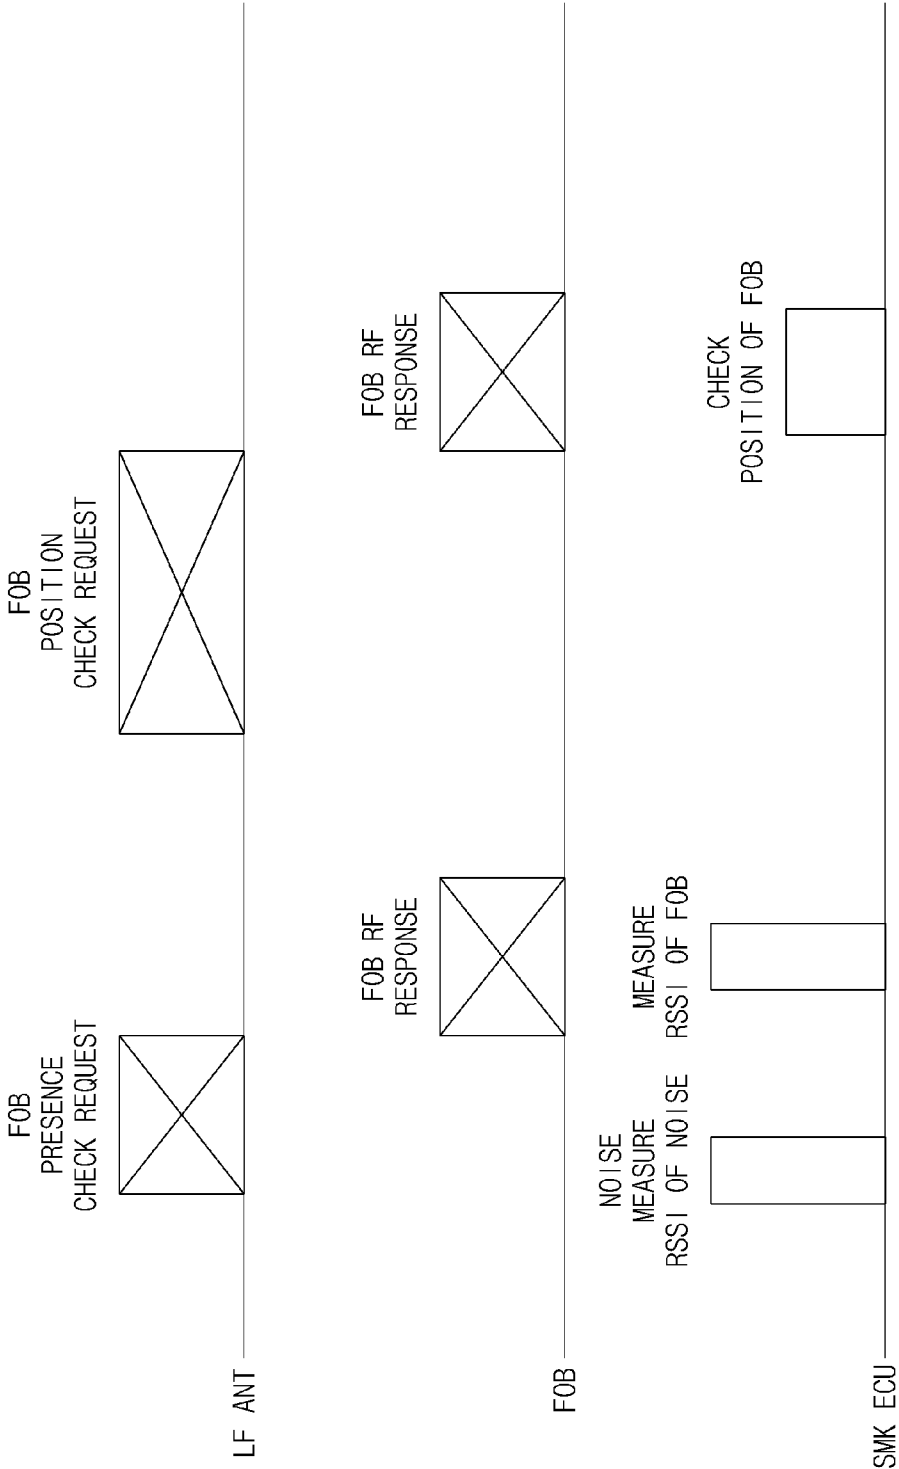 FOB
PRESENCE
CHECK REQUEST
FOB
POSITION
CHECK REQUEST
LF ANT
FOB RF
RESPONSE
FOB RF
RESPONSE
FOB
NOISE
MEASURE
RSSI OF NOISE
MEASURE
RSSI OF FOB
CHECK
POSITION OF FOB
SMK ECU